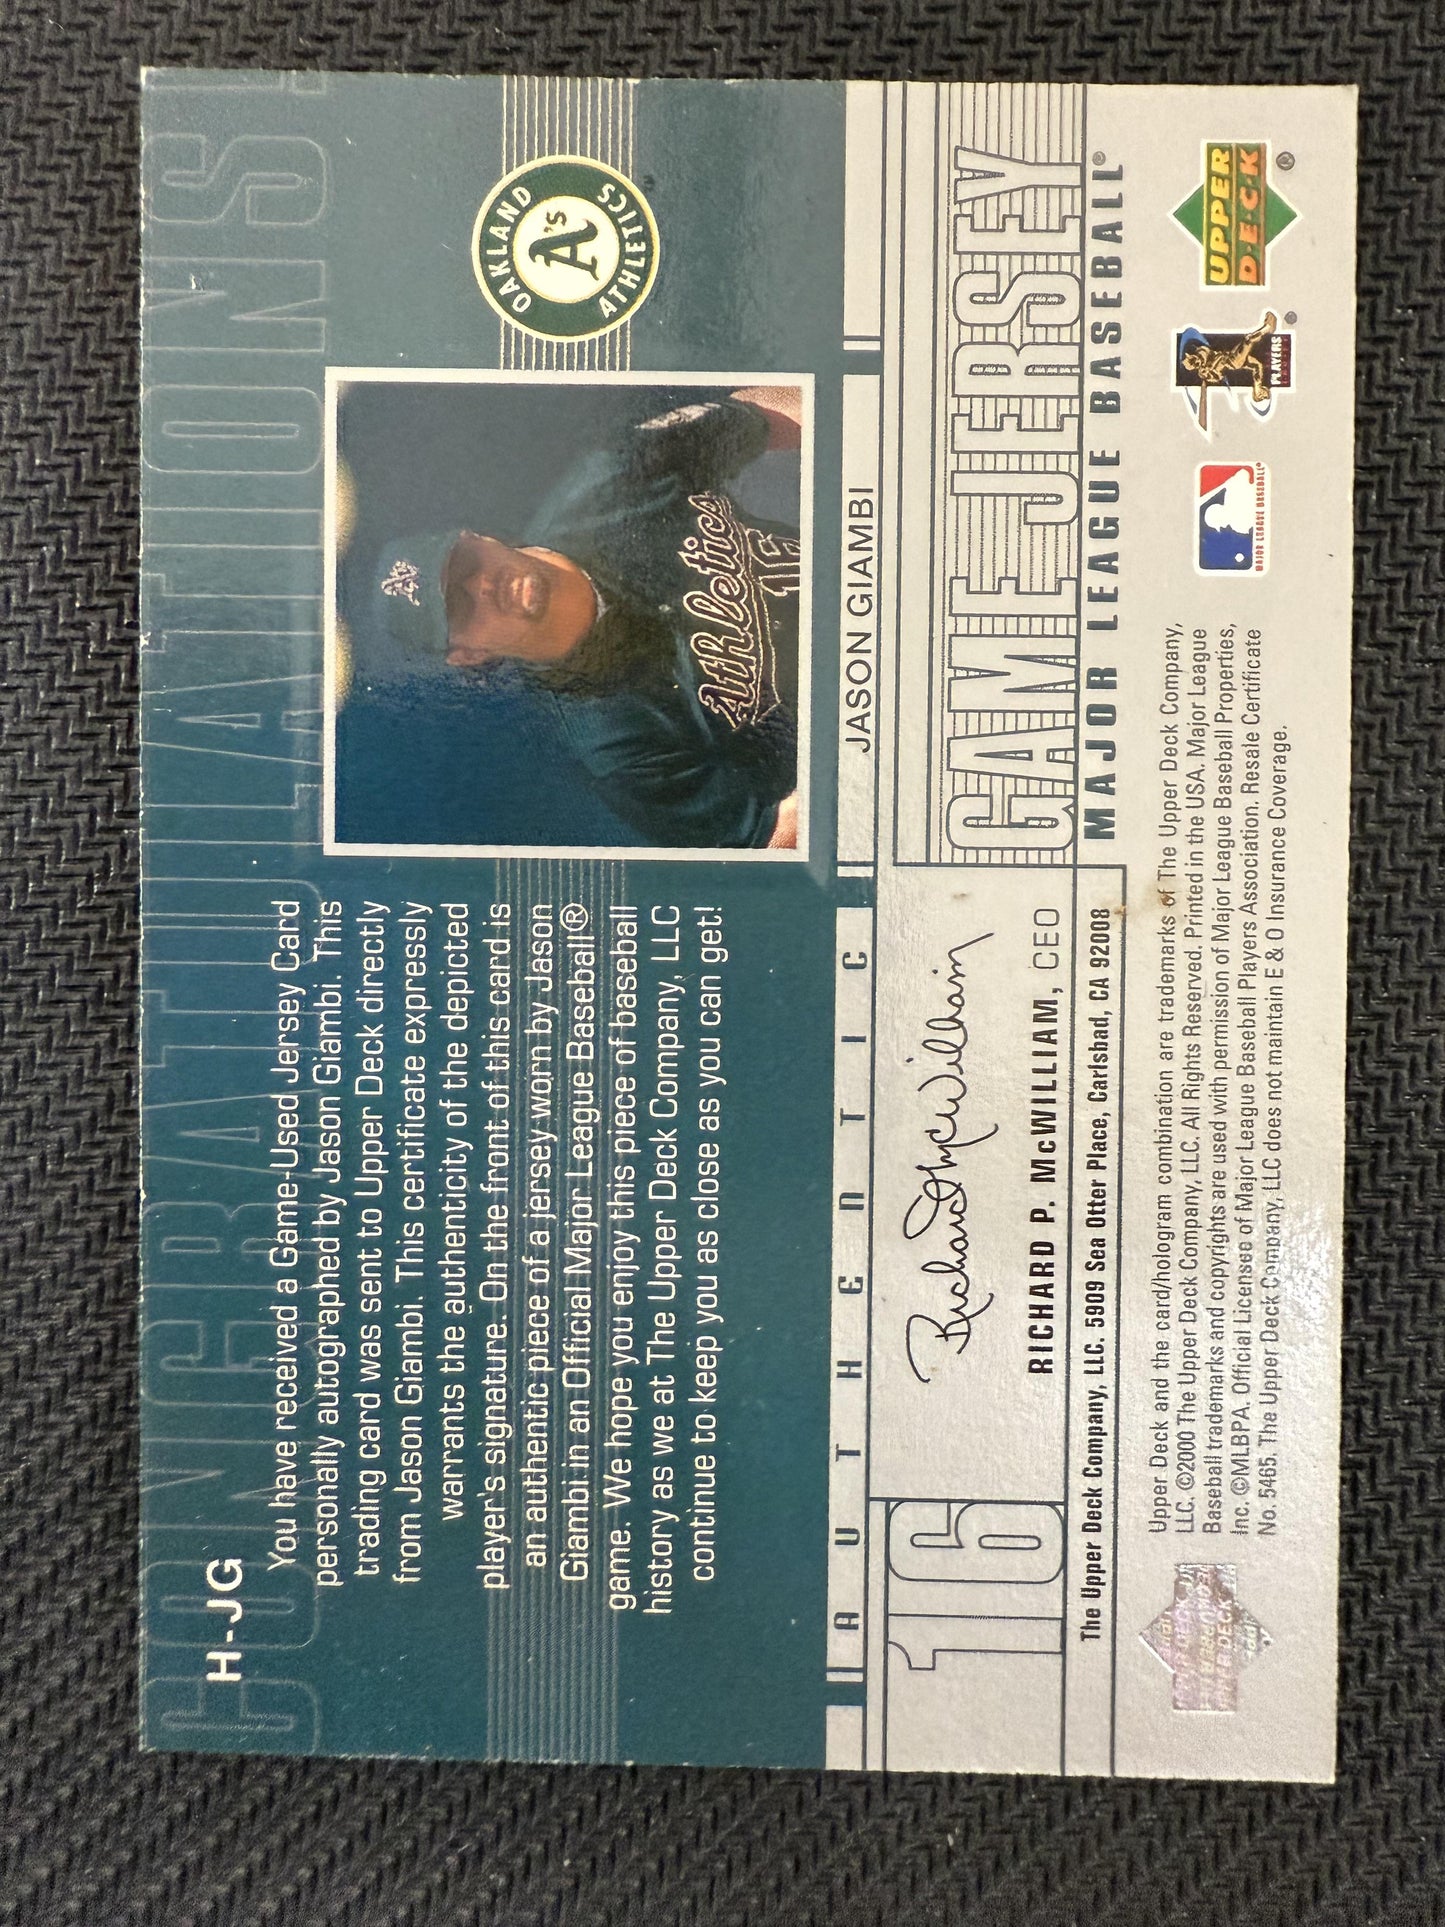 CONGRATULATIONS!
H-JG
You have received a Game-Used Jersey Card
personally autographed by Jason Giambi. This
trading card was sent to Upper Deck directly
from Jason Giambi. This certificate expressly
warrants the authenticity of the depicted
player's signature. On the front of this card is
an authentic piece of a jersey worn by Jason
Giambi in an Official Major League Baseball®
game. We hope you enjoy this piece of baseball
history as we at The Upper Deck Company, LLC
continue to keep you as close as you can get!
OAKLAND
A's
ATHLETICS
A's
Athletics
16
AUTHENTIC
JASON GIAMBI
16
Richard P. McWilliam
RICHARD P. McWILLIAM, CEO
GAME JERSEY
MAJOR LEAGUE BASEBALL®
The Upper Deck Company, LLC. 5909 Sea Otter Place, Carlsbad, CA 92008
Upper Deck and the card/hologram combination are trademarks of The Upper Deck Company,
LLC. ©2000 The Upper Deck Company, LLC. All Rights Reserved. Printed in the USA. Major League
Baseball trademarks and copyrights are used with permission of Major League Baseball Properties,
Inc. ©MLBPA. Official Licensee of Major League Baseball Players Association. Resale Certificate
No. 5465. The Upper Deck Company, LLC does not maintain E & O Insurance Coverage.
MAJOR LEAGUE BASEBALL®
PLAYERS
®
UPPER
DECK
®